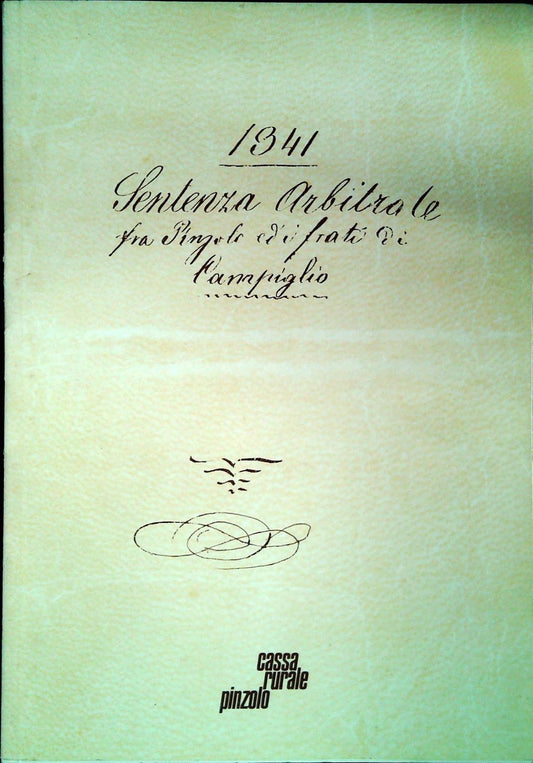 1341
Sentenza Arbitrale
fra Pinzolo ed i frati di
Campiglio
cassa
rurale
pinzolo